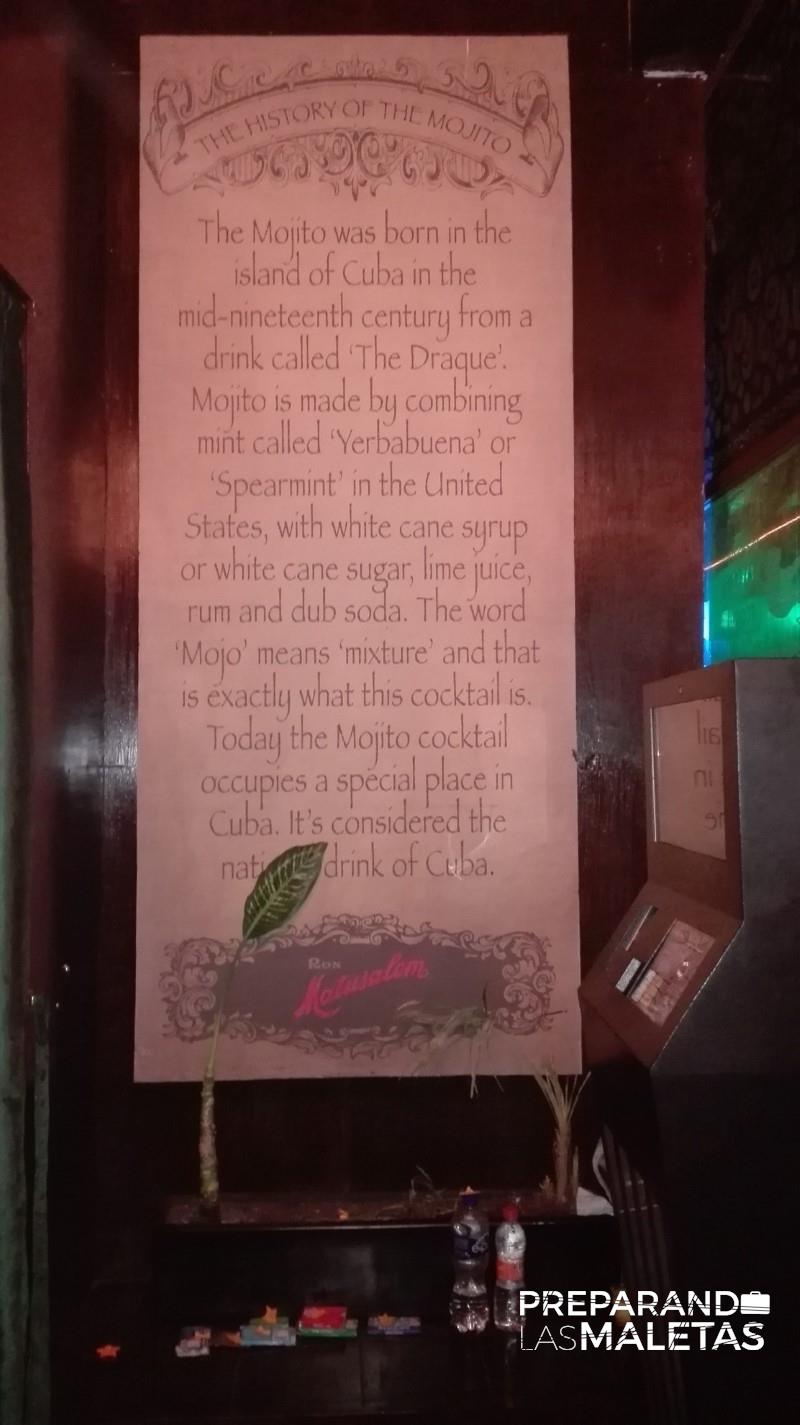 THE HISTORY OF THE MOJITO
The Mojito was born in the
island of Cuba in the
mid-nineteenth century from a
drink called 'The Draque'.
Mojito is made by combining
mint called 'Yerbabuena' or
'Spearmint' in the United
States, with white cane syrup
or white cane sugar, lime juice,
rum and dub soda. The word
'Mojo' means 'mixture' and that
is exactly what this cocktail is.
Today the Mojito cocktail
occupies a special place in
Cuba. It's considered the
drink of Cuba.
Ron
Matusalem
PREPARANDO
LASMALETAS